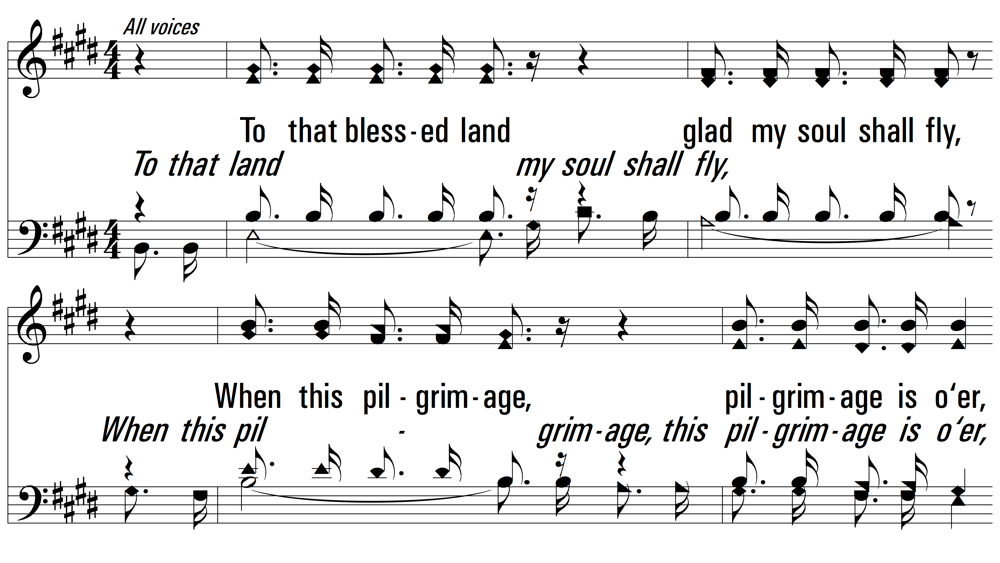 All voices
To that bless-ed land glad my soul shall fly,
To that land my soul shall fly,
When this pil - grim-age, pil-grim-age is o‘er,
When this pil - grim-age, this pil-grim-age is o‘er,